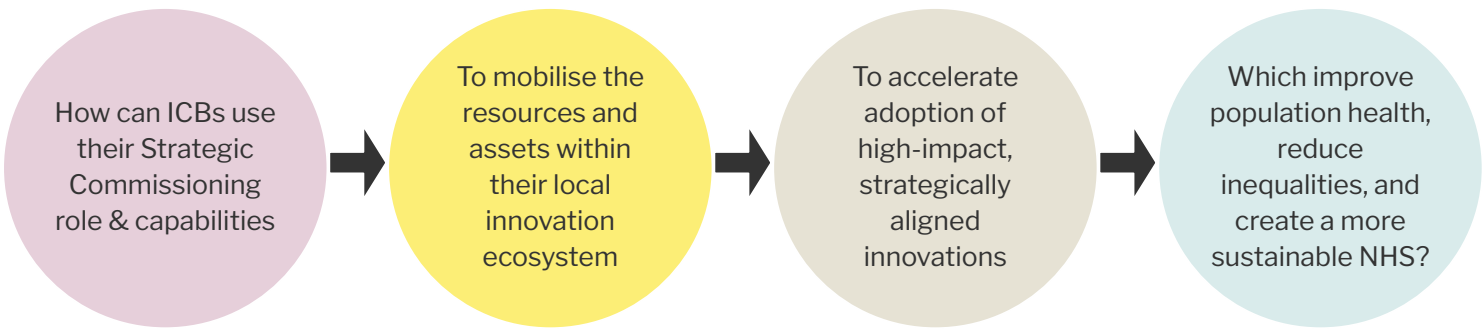 How can ICBs use
their Strategic
Commissioning
role & capabilities
To mobilise the
resources and
assets within
their local
innovation
ecosystem
To accelerate
adoption of
high-impact,
strategically
aligned
innovations
Which improve
population health,
reduce
inequalities, and
create a more
sustainable NHS?